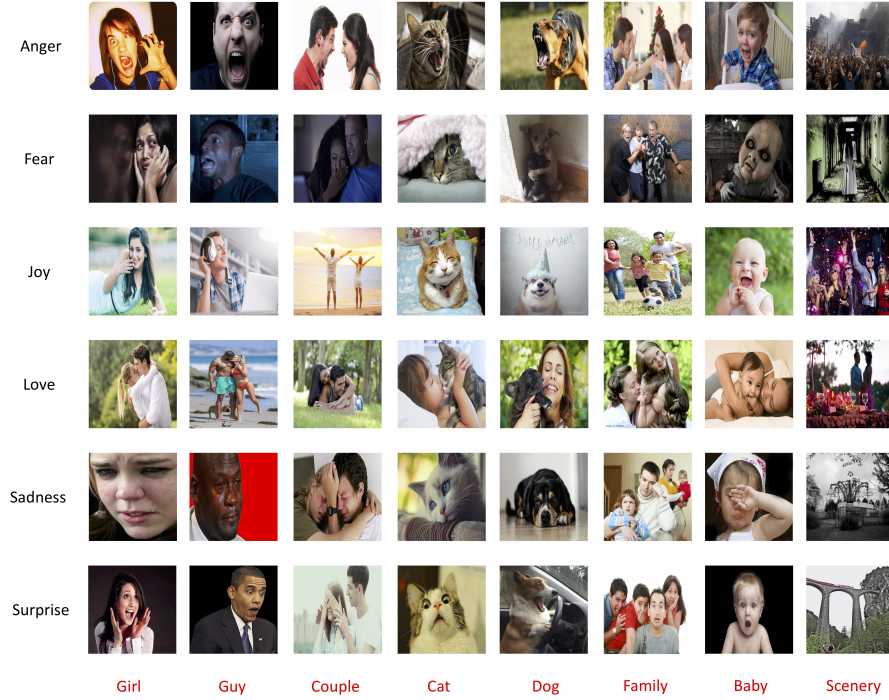 Anger
Fear
Joy
Love
Sadness
Surprise
Girl Guy Couple Cat Dog Family Baby Scenery